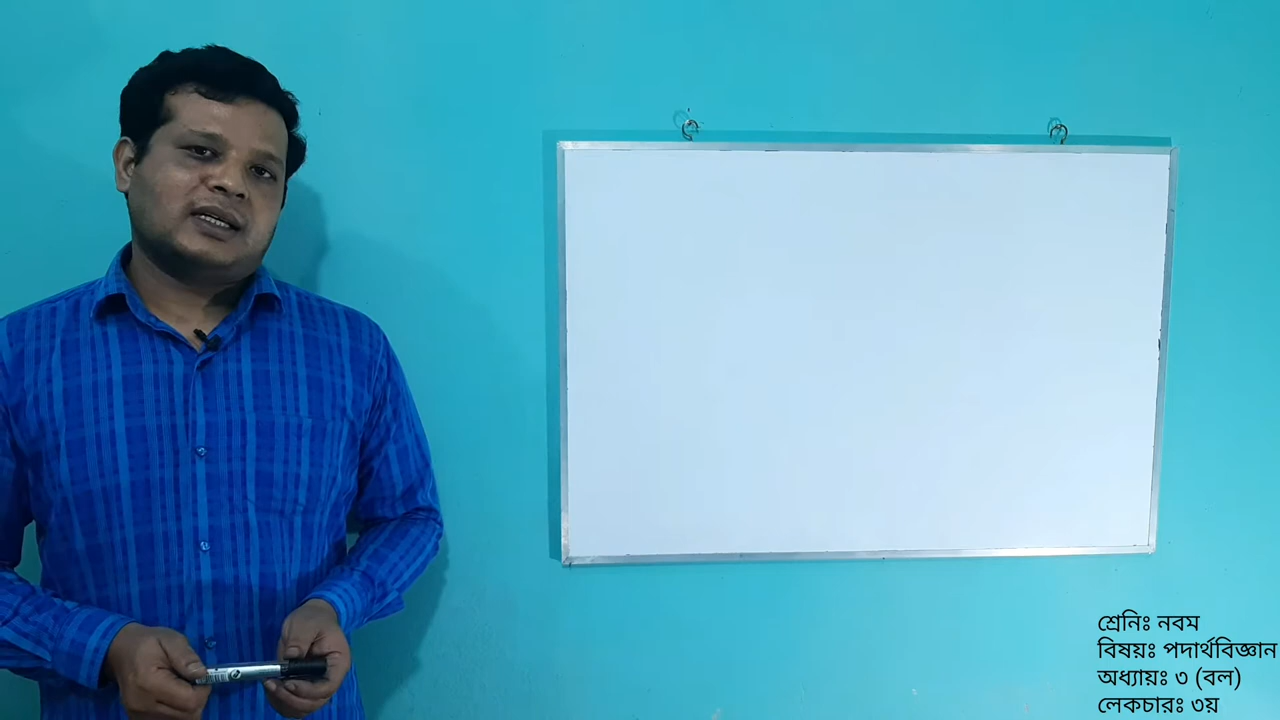 শ্রেনিঃ নবম
বিষয়ঃ পদার্থবিজ্ঞান
অধ্যায়ঃ ৩ (বল)
লেকচারঃ ৩য়